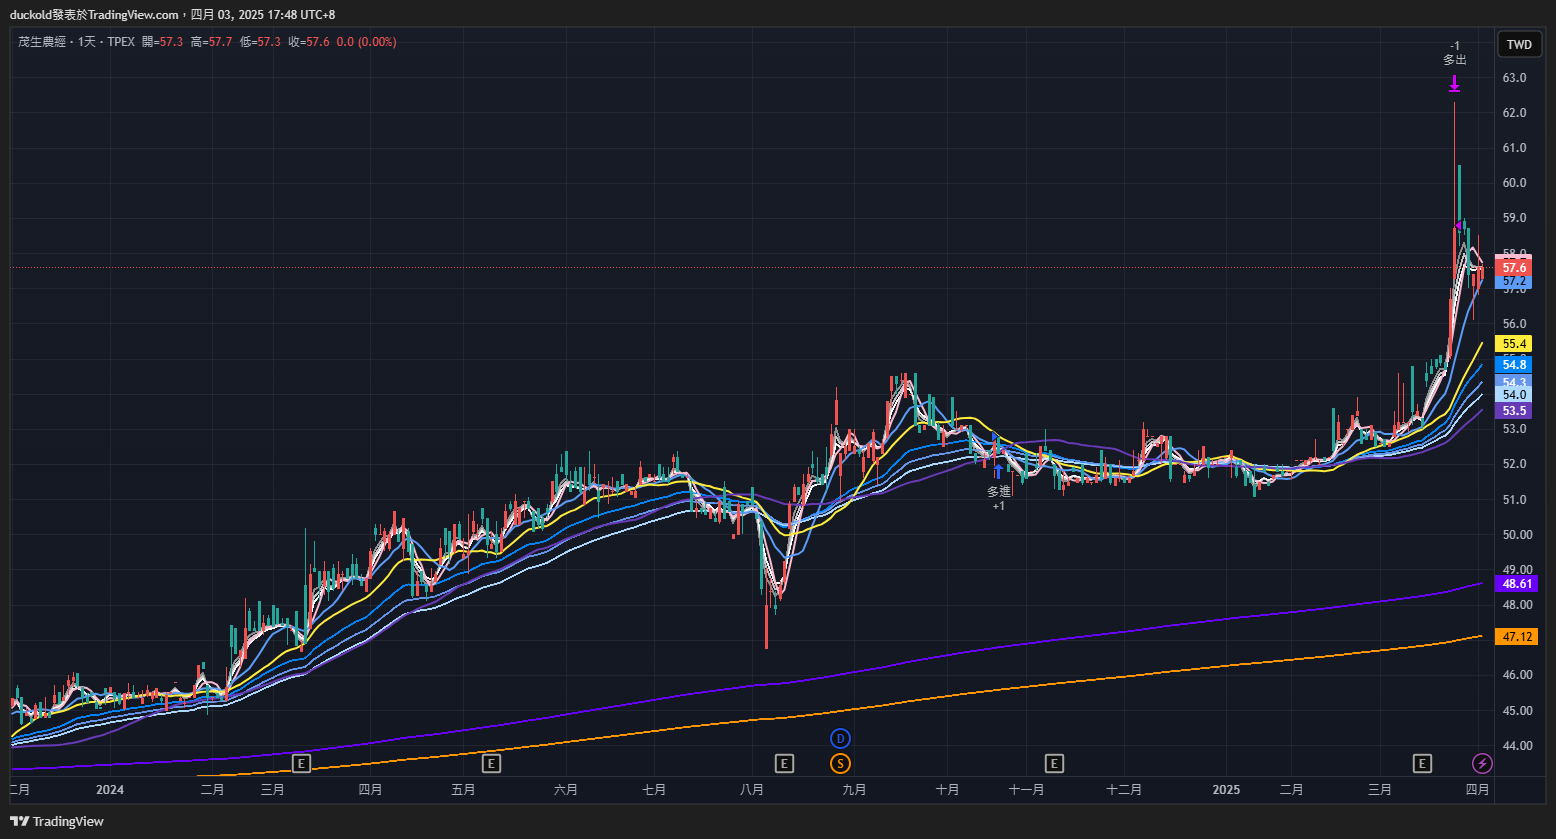 duckold發表於TradingView.com，四月 03, 2025 17:48 UTC+8
茂生農經 · 1天 · TPEX 開=57.3 高=57.7 低=57.3 收=57.6 0.0 (0.00%)
TWD
-1
多出
63.0
62.0
61.0
60.0
59.0
58.0
57.6
57.2
57.0
56.0
55.4
54.8
54.3
54.0
53.5
53.0
52.0
51.0
50.00
49.00
48.61
48.00
47.12
46.00
45.00
44.00
多進
+1
D
S
E
E
E
E
E
二月 2024 二月 三月 四月 五月 六月 七月 八月 九月 十月 十一月 十二月 2025 二月 三月 四月
TradingView